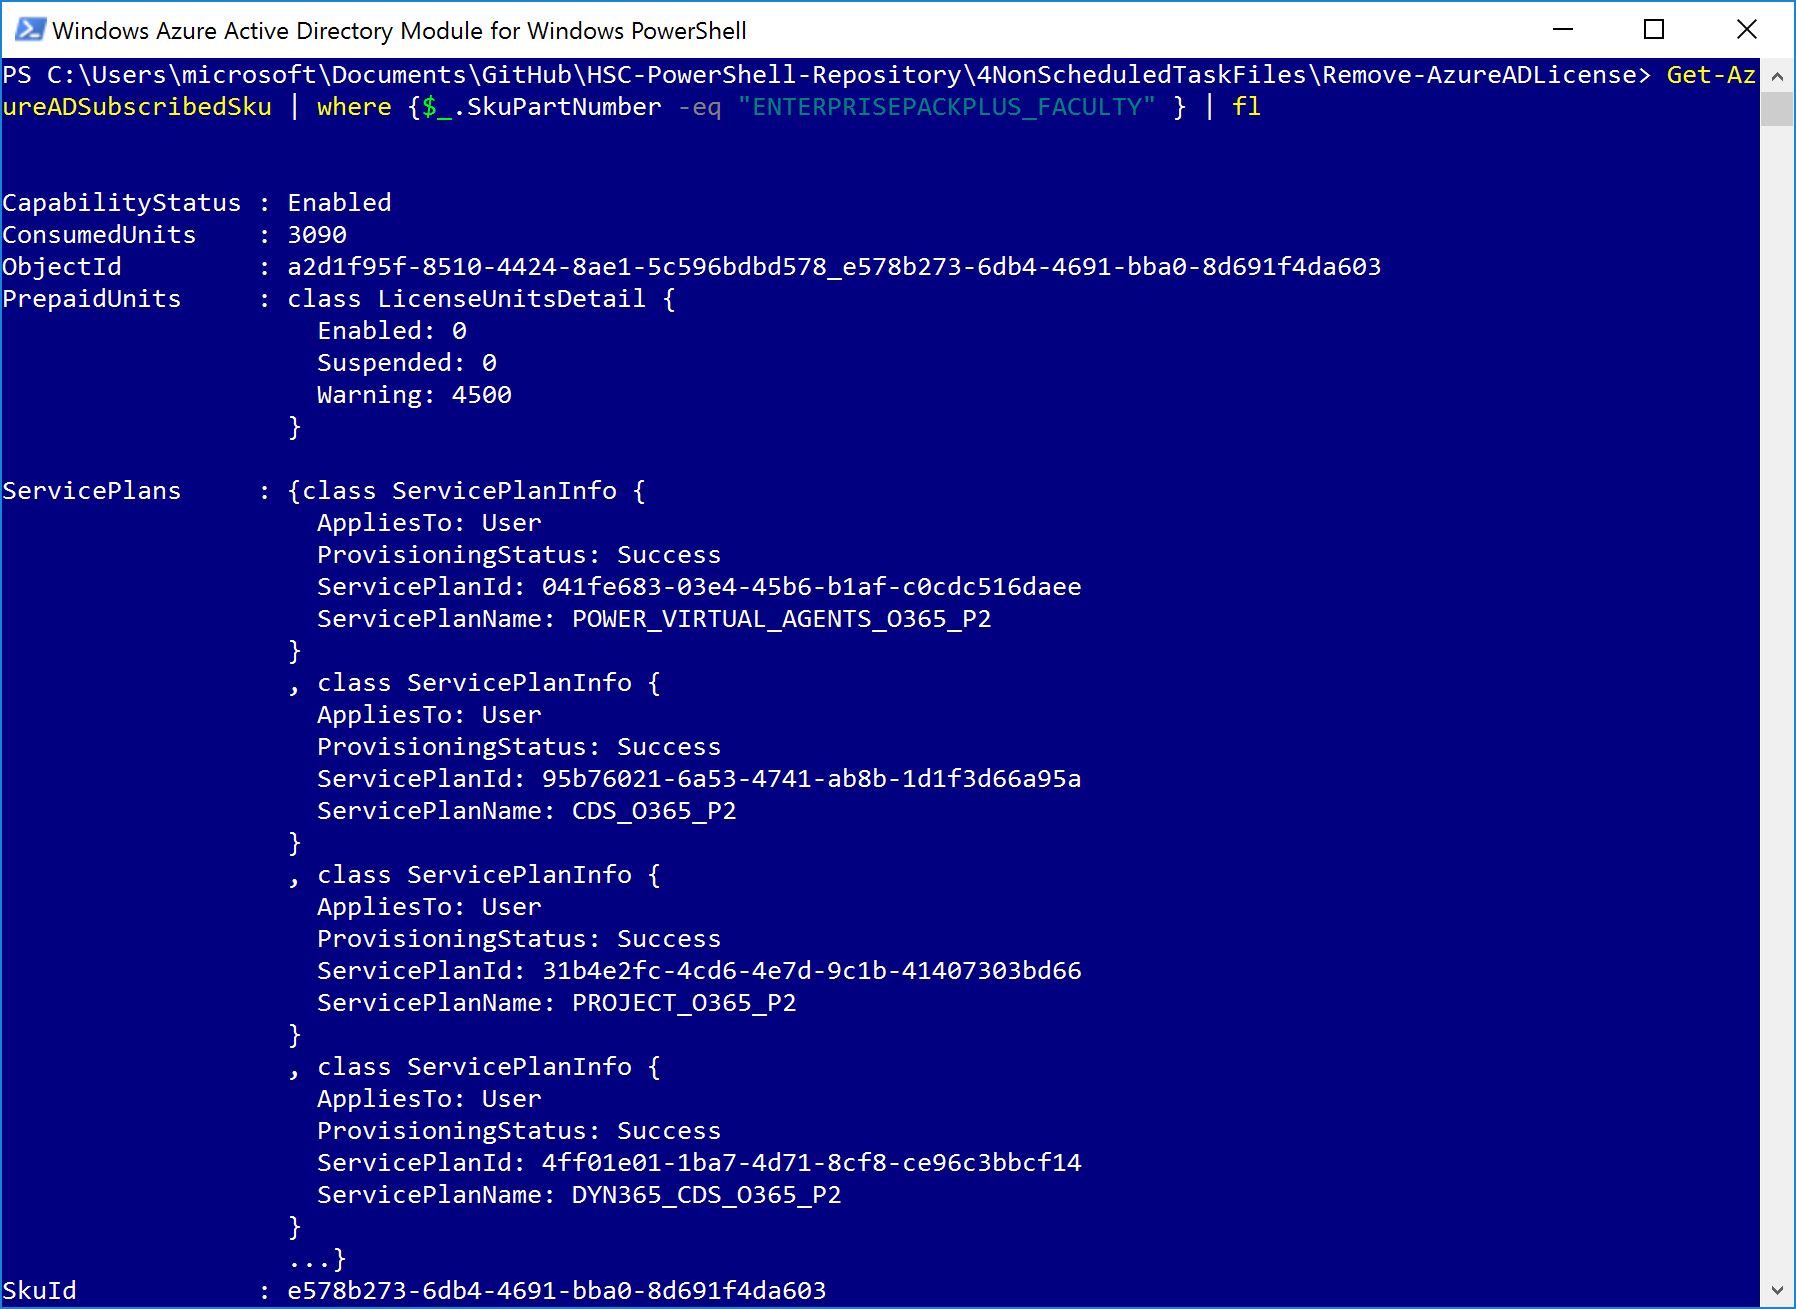 Windows Azure Active Directory Module for Windows PowerShell
PS C:\Users\microsoft\Documents\GitHub\HSC-PowerShell-Repository\4NonScheduledTaskFiles\Remove-AzureADLicense> Get-Az
ureADSubscribedSku | where {$_.SkuPartNumber -eq "ENTERPRISEPACKPLUS_FACULTY" } | fl
CapabilityStatus : Enabled
ConsumedUnits : 3090
ObjectId : a2d1f95f-8510-4424-8ae1-5c596bdbd578_e578b273-6db4-4691-bba0-8d691f4da603
PrepaidUnits : class LicenseUnitsDetail {
Enabled: 0
Suspended: 0
Warning: 4500
}
ServicePlans : {class ServicePlanInfo {
AppliesTo: User
ProvisioningStatus: Success
ServicePlanId: 041fe683-03e4-45b6-b1af-c0cdc516daee
ServicePlanName: POWER_VIRTUAL_AGENTS_O365_P2
}
, class ServicePlanInfo {
AppliesTo: User
ProvisioningStatus: Success
ServicePlanId: 95b76021-6a53-4741-ab8b-1d1f3d66a95a
ServicePlanName: CDS_O365_P2
}
, class ServicePlanInfo {
AppliesTo: User
ProvisioningStatus: Success
ServicePlanId: 31b4e2fc-4cd6-4e7d-9c1b-41407303bd66
ServicePlanName: PROJECT_O365_P2
}
, class ServicePlanInfo {
AppliesTo: User
ProvisioningStatus: Success
ServicePlanId: 4ff01e01-1ba7-4d71-8cf8-ce96c3bbcf14
ServicePlanName: DYN365_CDS_O365_P2
}
...}
SkuId : e578b273-6db4-4691-bba0-8d691f4da603